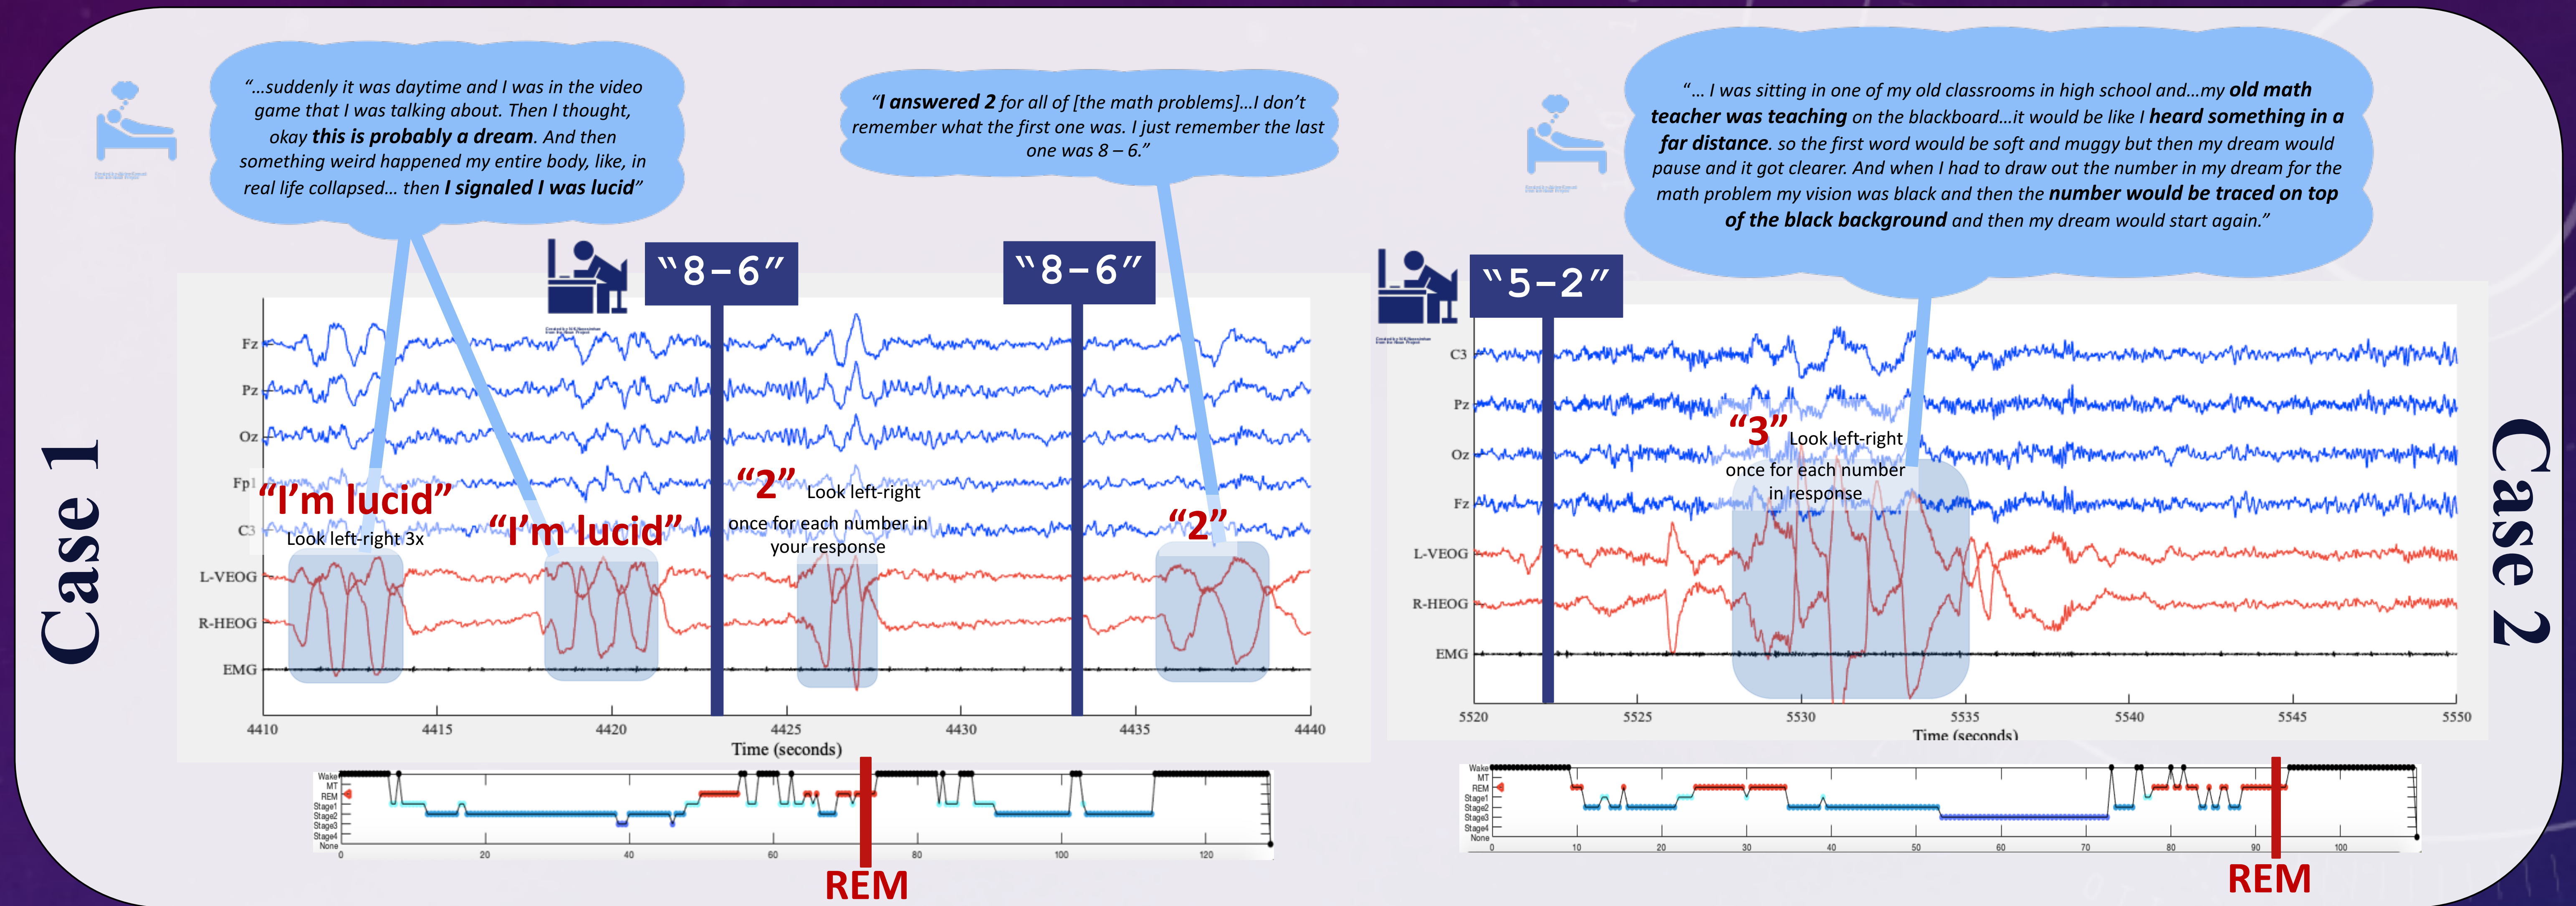 Case 1
“…suddenly it was daytime and I was in the video
game that I was talking about. Then I thought,
okay this is probably a dream. And then
something weird happened my entire body, like, in
real life collapsed… then I signaled I was lucid”
“I answered 2 for all of [the math problems]…I don’t
remember what the first one was. I just remember the last
one was 8 – 6.”
“8-6”
“8-6”
Fz
Pz
Oz
Fp1
C3
L-VEOG
R-HEOG
EMG
“I’m lucid”
Look left-right 3x
“I’m lucid”
“2” Look left-right
once for each number in
your response
“2”
4410 4415 4420 4425 4430 4435 4440
Time (seconds)
Wake
MT
REM
Stage1
Stage2
Stage3
Stage4
None
0 20 40 60 80 100 120
REM
“… I was sitting in one of my old classrooms in high school and…my old math
teacher was teaching on the blackboard…it would be like I heard something in a
far distance. so the first word would be soft and muggy but then my dream would
pause and it got clearer. And when I had to draw out the number in my dream for the
math problem my vision was black and then the number would be traced on top
of the black background and then my dream would start again.”
“5-2”
C3
Pz
Oz
Fz
L-VEOG
R-HEOG
EMG
“3” Look left-right
once for each number
in response
5520 5525 5530 5535 5540 5545 5550
Time (seconds)
Wake
MT
REM
Stage1
Stage2
Stage3
Stage4
None
0 10 20 30 40 50 60 70 80 90 100
REM
Case 2